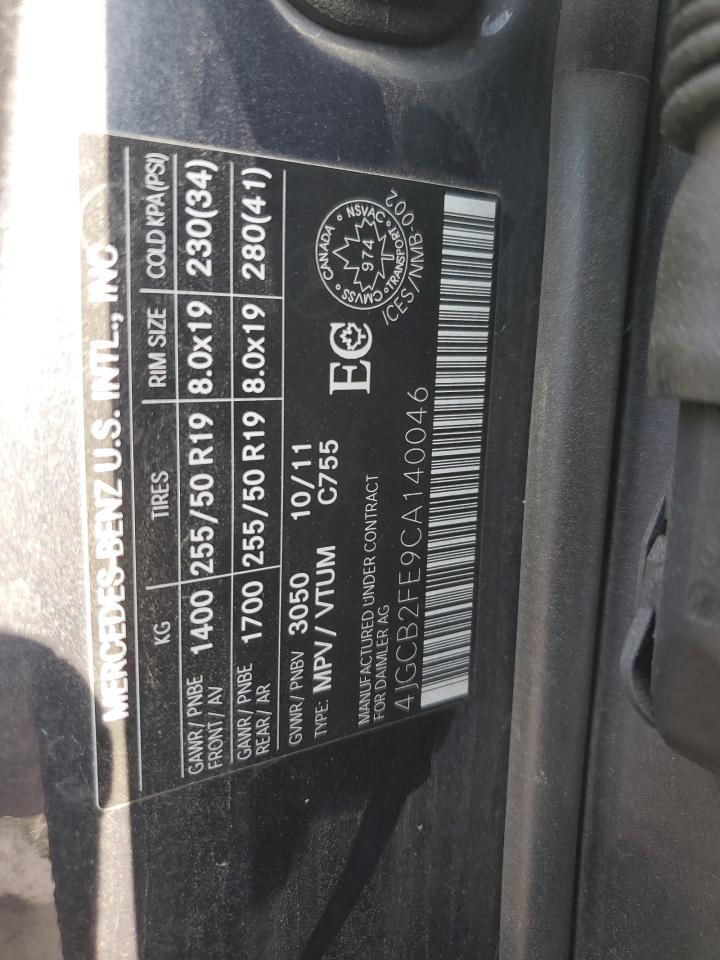 MERCEDES-BENZ U.S. INTL., INC
KG TIRES RIM SIZE COLD KPA(PSI)
GAWR / PNBE FRONT / AV 1400 255/50 R19 8.0x19 230(34)
GAWR / PNBE REAR / AR 1700 255/50 R19 8.0x19 280(41)
GVWR / PNBV 3050 10/11
TYPE: MPV / VTUM C755
EC
CANADA • NSVAC • TRANSPORT • CMVSS
974
ICES/NMB-002
MANUFACTURED UNDER CONTRACT
FOR DAIMLER AG
4JGCB2FE9CA140046